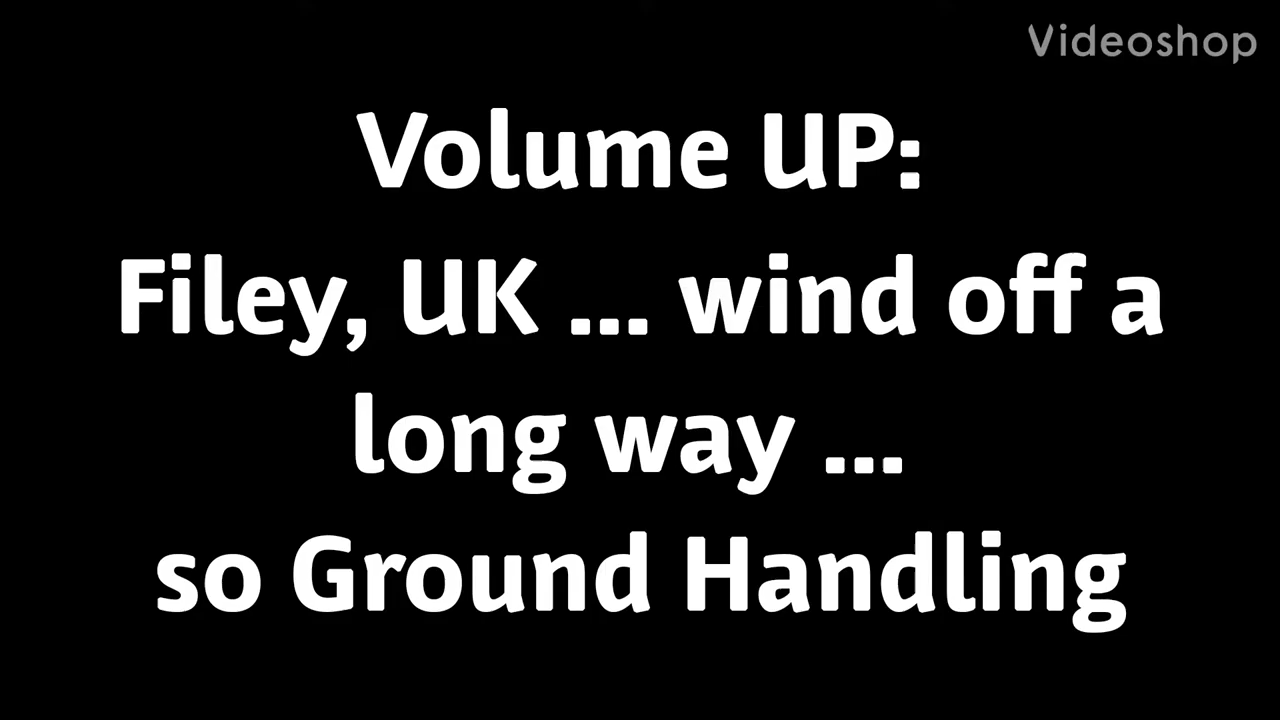 Videoshop
Volume UP:
Filey, UK ... wind off a
long way ...
so Ground Handling